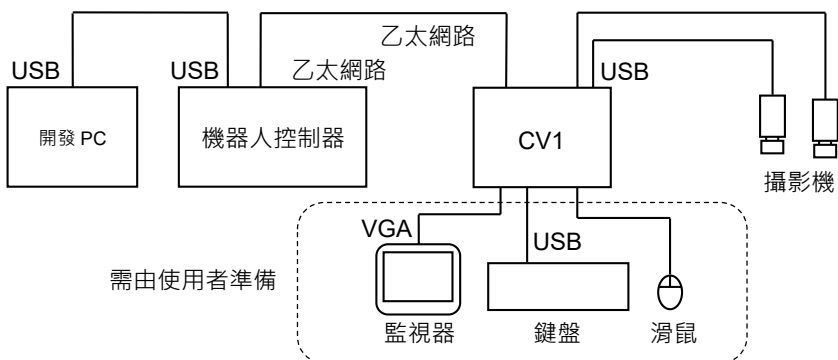 乙太網路
USB
USB
乙太網路
USB
開發 PC
機器人控制器
CV1
攝影機
VGA
USB
需由使用者準備
監視器
鍵盤
滑鼠